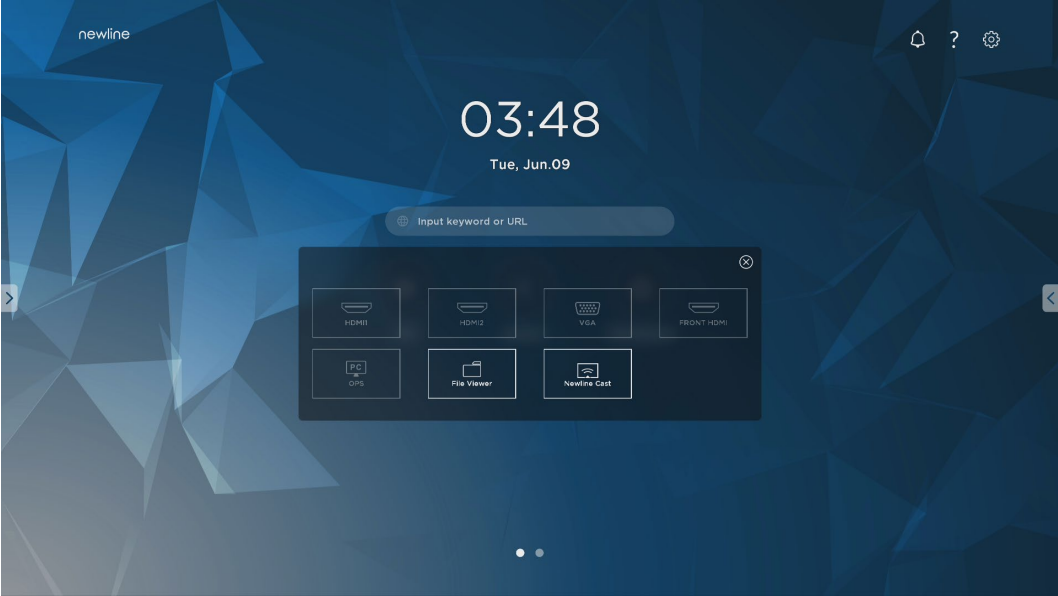 newline
?
03:48
Tue, Jun.09
Input keyword or URL
HDMI1
HDMI2
VGA
FRONT HDMI
PC
OPS
File Viewer
Newline Cast